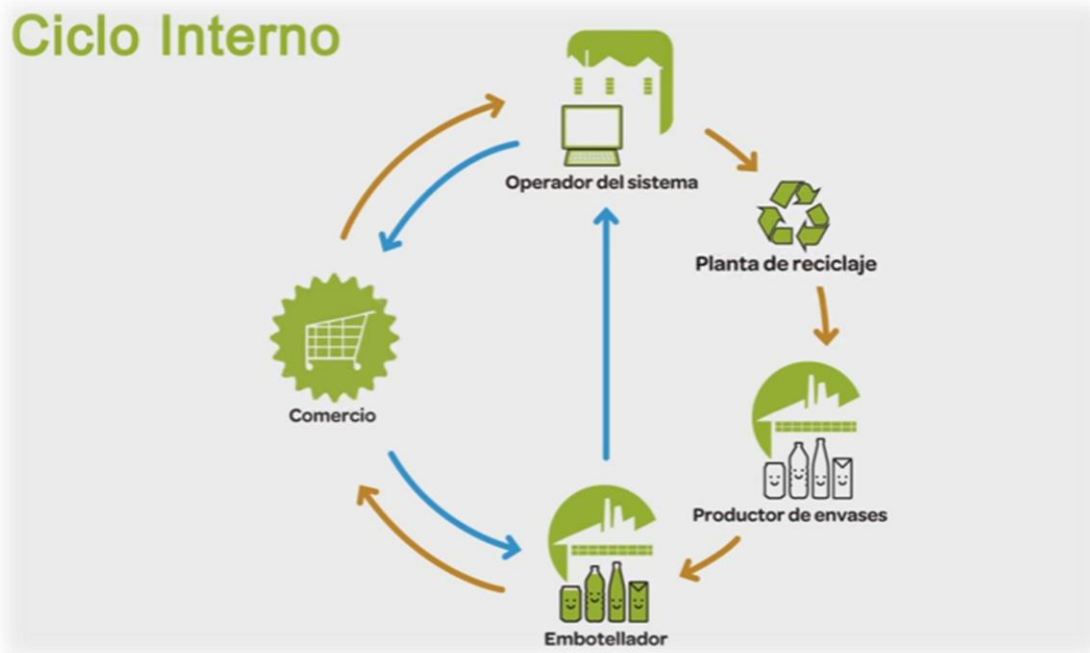 Ciclo Interno
Operador del sistema
Planta de reciclaje
Comercio
Productor de envases
Embotellador